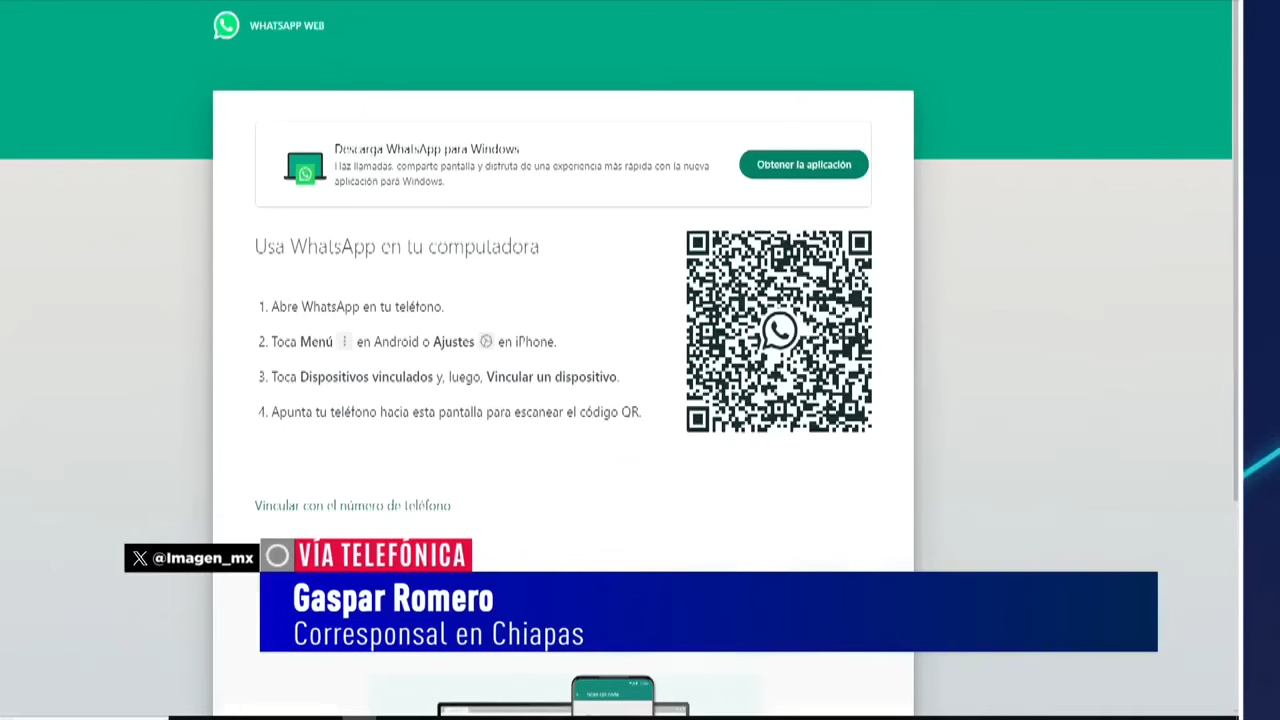 WHATSAPP WEB
Descarga WhatsApp para Windows
Haz llamadas, comparte pantalla y disfruta de una experiencia más rápida con la nueva
aplicación para Windows.
Obtener la aplicación
Usa WhatsApp en tu computadora
1. Abre WhatsApp en tu teléfono.
2. Toca Menú en Android o Ajustes en iPhone.
3. Toca Dispositivos vinculados y, luego, Vincular un dispositivo.
4. Apunta tu teléfono hacia esta pantalla para escanear el código QR.
Vincular con el número de teléfono
X @Imagen_mx
VÍA TELEFÓNICA
Gaspar Romero
Corresponsal en Chiapas